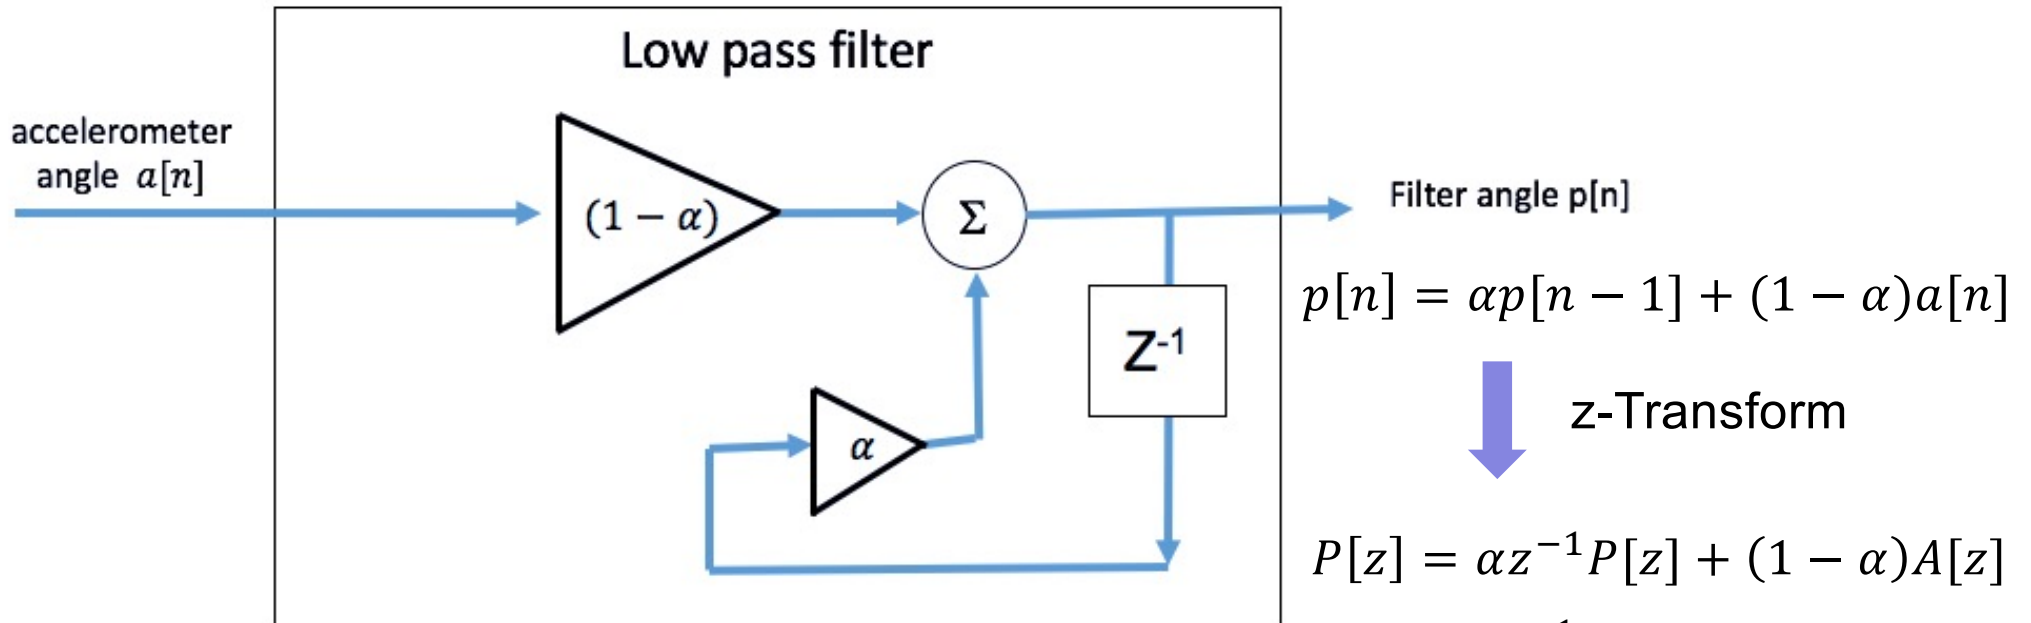 Low pass filter
accelerometer
angle a[n]
(1 − α)
Σ
Filter angle p[n]
p[n] = αp[n − 1] + (1 − α)a[n]
Z⁻¹
z-Transform
α
P[z] = αz⁻¹P[z] + (1 − α)A[z]